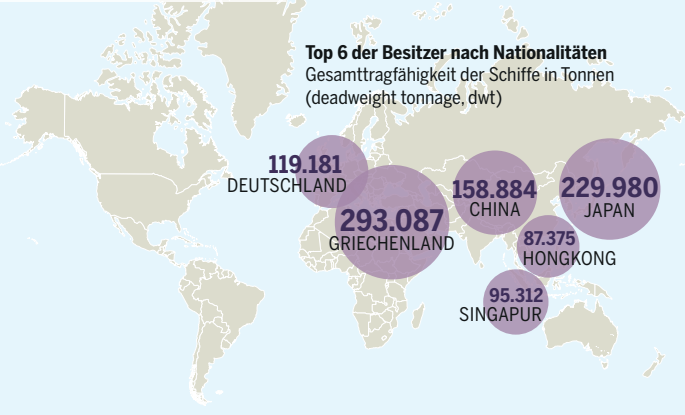 Top 6 der Besitzer nach Nationalitäten
Gesamttragfähigkeit der Schiffe in Tonnen
(deadweight tonnage, dwt)
119.181
DEUTSCHLAND
293.087
GRIECHENLAND
158.884
CHINA
229.980
JAPAN
87.375
HONGKONG
95.312
SINGAPUR